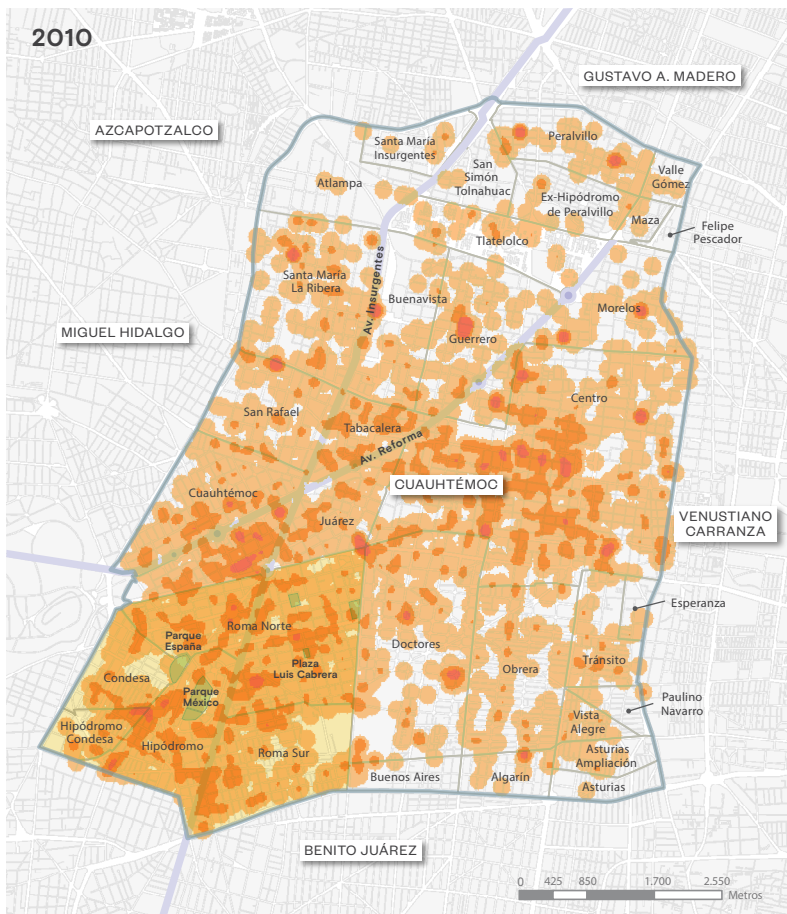 2010
GUSTAVO A. MADERO
AZCAPOTZALCO
Santa María
Insurgentes
Peralvillo
San
Simón
Tolnahuac
Valle
Gómez
Atlampa
Ex-Hipódromo
de Peralvillo
Maza
Felipe
Pescador
Tlatelolco
Santa María
La Ribera
Av. Insurgentes
Buenavista
Morelos
MIGUEL HIDALGO
Guerrero
Centro
San Rafael
Tabacalera
Av. Reforma
CUAUHTÉMOC
Cuauhtémoc
Juárez
VENUSTIANO
CARRANZA
Esperanza
Roma Norte
Parque
España
Doctores
Plaza
Luis Cabrera
Tránsito
Obrera
Condesa
Parque
México
Paulino
Navarro
Hipódromo
Condesa
Vista
Alegre
Hipódromo
Roma Sur
Asturias
Ampliación
Buenos Aires
Algarín
Asturias
BENITO JUÁREZ
0 425 850 1.700 2.550
Metros